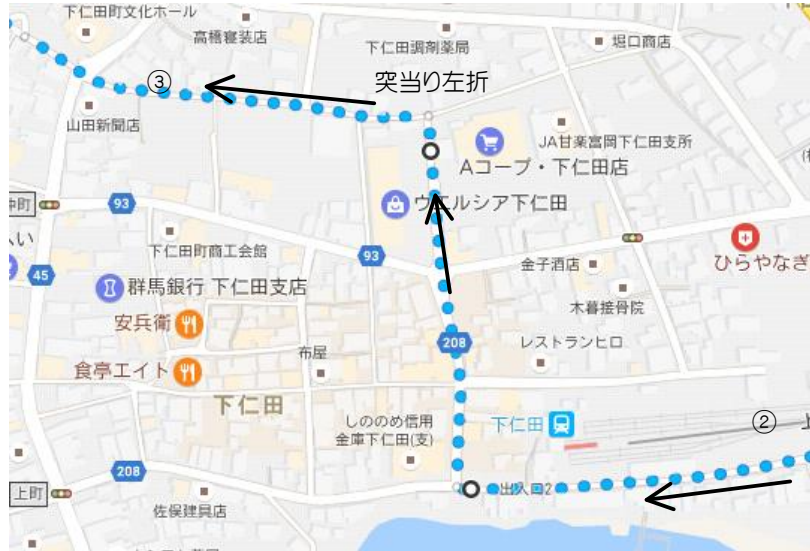 下仁田町文化ホール
高橋寝装店
下仁田調剤薬局
堀口商店
③
突当り左折
山田新聞店
JA甘楽富岡下仁田支所
Aコープ・下仁田店
ウエルシア下仁田
仲町
93
下仁田町商工会館
93
45
金子酒店
ひらやなぎ
群馬銀行 下仁田支店
木暮接骨院
安兵衛
208
レストランヒロ
布屋
食亭エイト
下仁田
しののめ信用
金庫下仁田(支)
下仁田
②
上
208
上町
出入口2
佐俣建具店